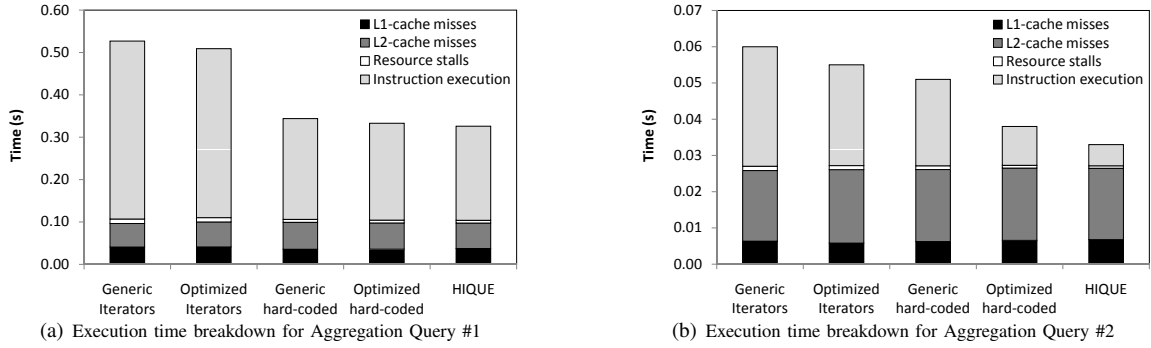 0.60
0.50
0.40
0.30
0.20
0.10
0.00
Time (s)
L1-cache misses
L2-cache misses
Resource stalls
Instruction execution
Generic Iterators
Optimized Iterators
Generic hard-coded
Optimized hard-coded
HIQUE
(a) Execution time breakdown for Aggregation Query #1
0.07
0.06
0.05
0.04
0.03
0.02
0.01
0.00
Time (s)
L1-cache misses
L2-cache misses
Resource stalls
Instruction execution
Generic Iterators
Optimized Iterators
Generic hard-coded
Optimized hard-coded
HIQUE
(b) Execution time breakdown for Aggregation Query #2